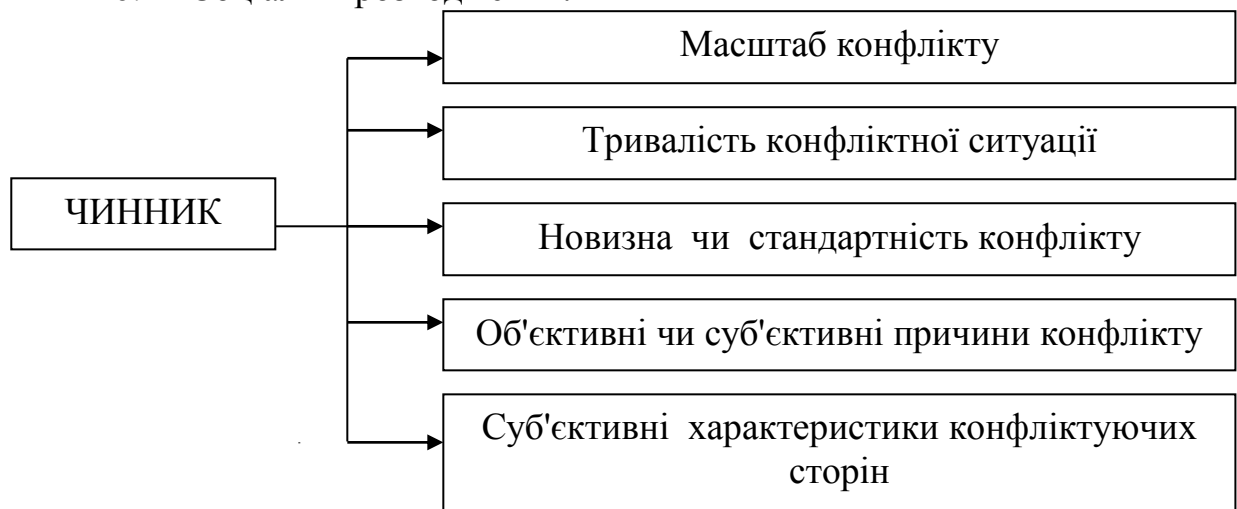 Масштаб конфлікту
Тривалість конфліктної ситуації
ЧИННИК
Новизна чи стандартність конфлікту
Об'єктивні чи суб'єктивні причини конфлікту
Суб'єктивні характеристики конфліктуючих
сторін